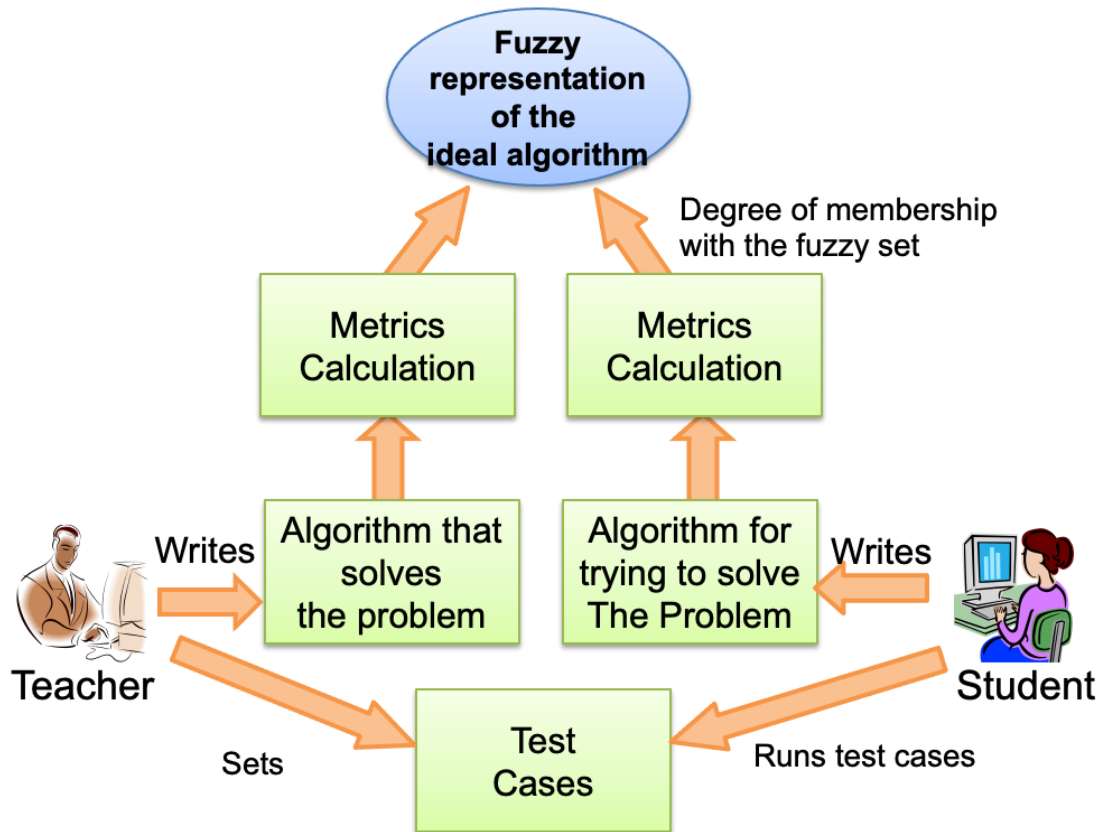 Fuzzy
representation
of the
ideal algorithm
Degree of membership
with the fuzzy set
Metrics
Calculation
Metrics
Calculation
Writes
Algorithm that
solves
the problem
Algorithm for
trying to solve
The Problem
Writes
Teacher
Student
Sets
Test
Cases
Runs test cases